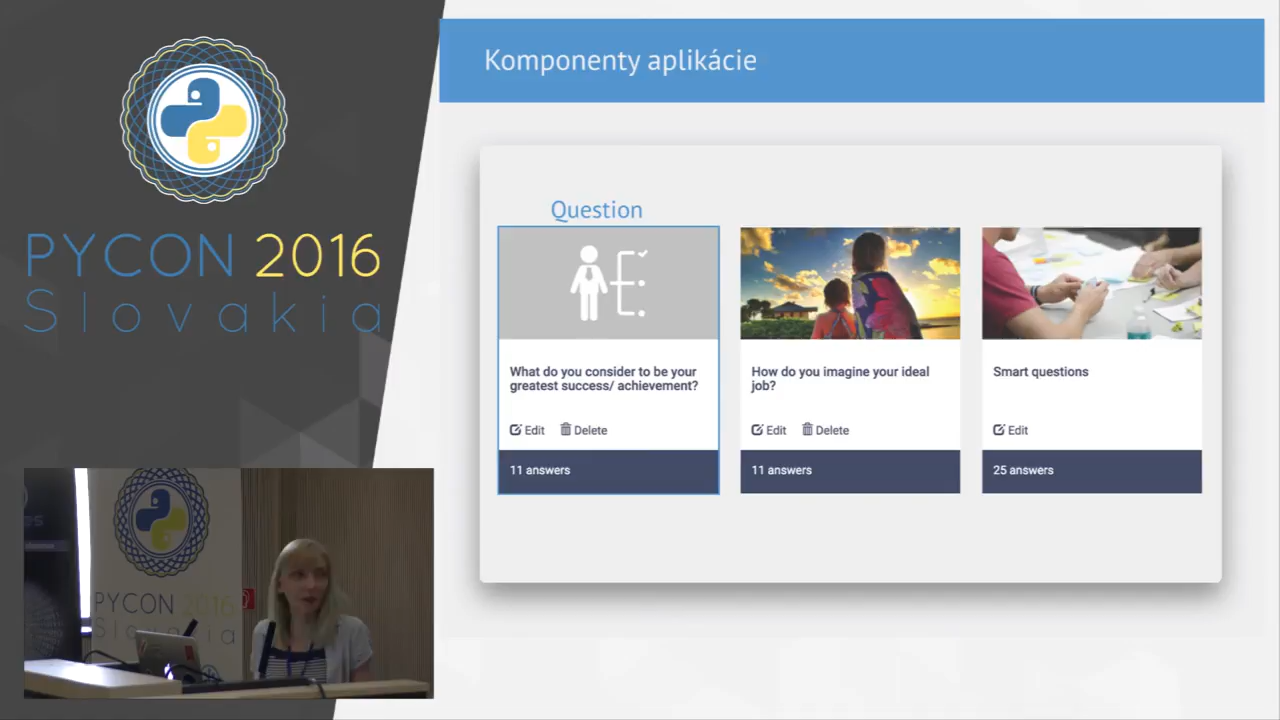 PYCON 2016
Slovakia
Komponenty aplikácie
Question
What do you consider to be your
greatest success/ achievement?
Edit Delete
11 answers
How do you imagine your ideal
job?
Edit Delete
11 answers
Smart questions
Edit
25 answers
PYCON 2016
Slovakia